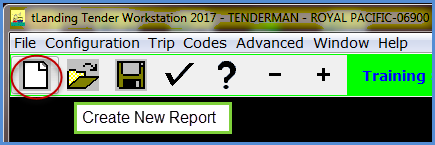 tLanding Tender Workstation 2017 - TENDERMAN - ROYAL PACIFIC-06900
File Configuration Trip Codes Advanced Window Help
? - + Training
Create New Report